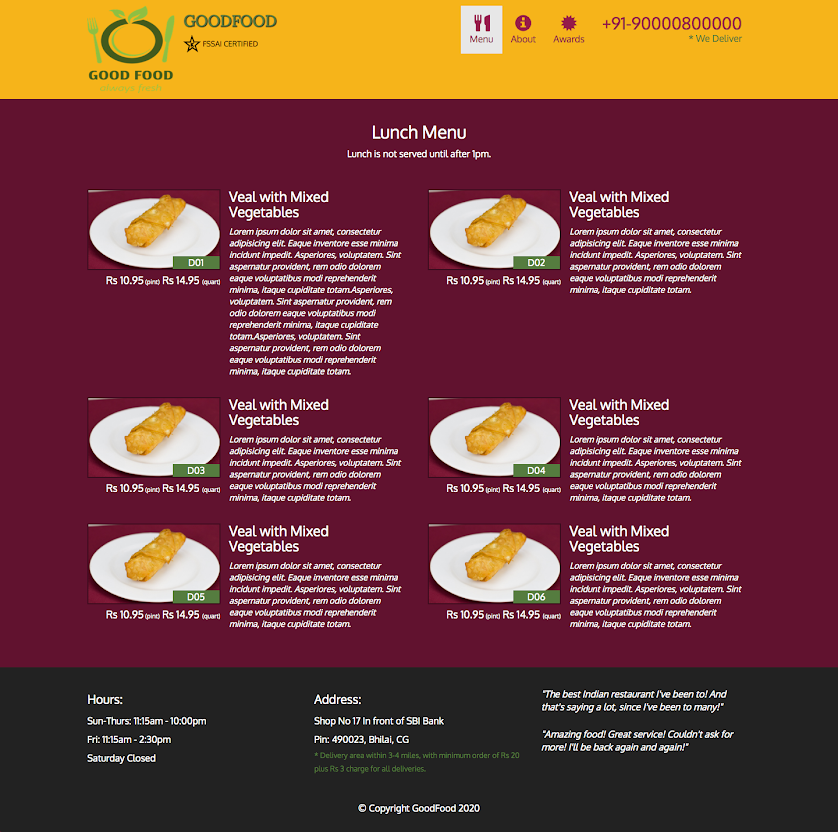 GOOD FOOD
always fresh
GOODFOOD
FSSAI CERTIFIED
Menu
About
Awards
+91-90000800000
* We Deliver
Lunch Menu
Lunch is not served until after 1pm.
D01
Rs 10.95 (pint) Rs 14.95 (quart)
Veal with Mixed
Vegetables
Lorem ipsum dolor sit amet, consectetur
adipisicing elit. Eaque inventore esse minima
incidunt impedit. Asperiores, voluptatem. Sint
aspernatur provident, rem odio dolorem
eaque voluptatibus modi reprehenderit
minima, itaque cupiditate totam.Asperiores,
voluptatem. Sint aspernatur provident, rem
odio dolorem eaque voluptatibus modi
reprehenderit minima, itaque cupiditate
totam.Asperiores, voluptatem. Sint
aspernatur provident, rem odio dolorem
eaque voluptatibus modi reprehenderit
minima, itaque cupiditate totam.
D02
Rs 10.95 (pint) Rs 14.95 (quart)
Veal with Mixed
Vegetables
Lorem ipsum dolor sit amet, consectetur
adipisicing elit. Eaque inventore esse minima
incidunt impedit. Asperiores, voluptatem. Sint
aspernatur provident, rem odio dolorem
eaque voluptatibus modi reprehenderit
minima, itaque cupiditate totam.
D03
Rs 10.95 (pint) Rs 14.95 (quart)
Veal with Mixed
Vegetables
Lorem ipsum dolor sit amet, consectetur
adipisicing elit. Eaque inventore esse minima
incidunt impedit. Asperiores, voluptatem. Sint
aspernatur provident, rem odio dolorem
eaque voluptatibus modi reprehenderit
minima, itaque cupiditate totam.
D04
Rs 10.95 (pint) Rs 14.95 (quart)
Veal with Mixed
Vegetables
Lorem ipsum dolor sit amet, consectetur
adipisicing elit. Eaque inventore esse minima
incidunt impedit. Asperiores, voluptatem. Sint
aspernatur provident, rem odio dolorem
eaque voluptatibus modi reprehenderit
minima, itaque cupiditate totam.
D05
Rs 10.95 (pint) Rs 14.95 (quart)
Veal with Mixed
Vegetables
Lorem ipsum dolor sit amet, consectetur
adipisicing elit. Eaque inventore esse minima
incidunt impedit. Asperiores, voluptatem. Sint
aspernatur provident, rem odio dolorem
eaque voluptatibus modi reprehenderit
minima, itaque cupiditate totam.
D06
Rs 10.95 (pint) Rs 14.95 (quart)
Veal with Mixed
Vegetables
Lorem ipsum dolor sit amet, consectetur
adipisicing elit. Eaque inventore esse minima
incidunt impedit. Asperiores, voluptatem. Sint
aspernatur provident, rem odio dolorem
eaque voluptatibus modi reprehenderit
minima, itaque cupiditate totam.
Hours:
Sun-Thurs: 11:15am - 10:00pm
Fri: 11:15am - 2:30pm
Saturday Closed
Address:
Shop No 17 In front of SBI Bank
Pin: 490023, Bhilai, CG
* Delivery area within 3-4 miles, with minimum order of Rs 20
plus Rs 3 charge for all deliveries.
"The best Indian restaurant I've been to! And
that's saying a lot, since I've been to many!"
"Amazing food! Great service! Couldn't ask for
more! I'll be back again and again!"
© Copyright GoodFood 2020